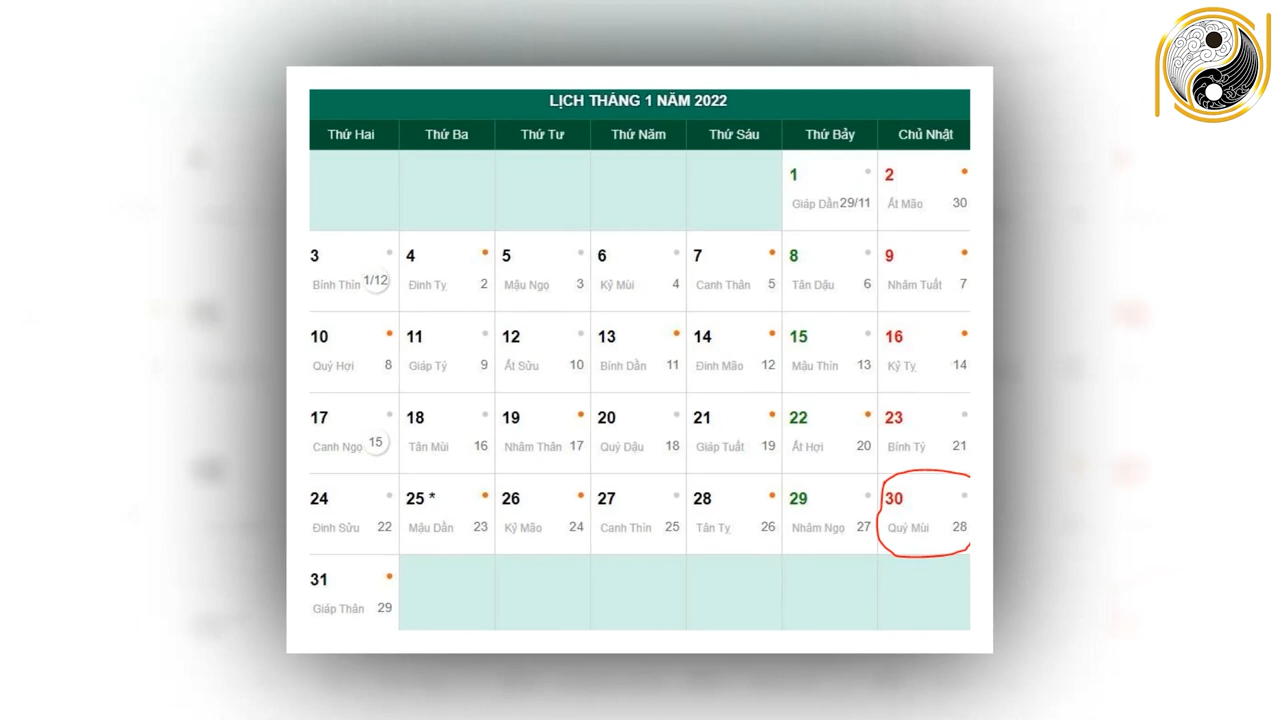 LỊCH THÁNG 1 NĂM 2022
Thứ Hai Thứ Ba Thứ Tư Thứ Năm Thứ Sáu Thứ Bảy Chủ Nhật
1 2
Giáp Dần 29/11 Ất Mão 30
3 4 5 6 7 8 9
Bính Thìn 1/12 Đinh Tỵ 2 Mậu Ngọ 3 Kỷ Mùi 4 Canh Thân 5 Tân Dậu 6 Nhâm Tuất 7
10 11 12 13 14 15 16
Quý Hợi 8 Giáp Tý 9 Ất Sửu 10 Bính Dần 11 Đinh Mão 12 Mậu Thìn 13 Kỷ Tỵ 14
17 18 19 20 21 22 23
Canh Ngọ 15 Tân Mùi 16 Nhâm Thân 17 Quý Dậu 18 Giáp Tuất 19 Ất Hợi 20 Bính Tý 21
24 25 * 26 27 28 29 30
Đinh Sửu 22 Mậu Dần 23 Kỷ Mão 24 Canh Thìn 25 Tân Tỵ 26 Nhâm Ngọ 27 Quý Mùi 28
31
Giáp Thân 29